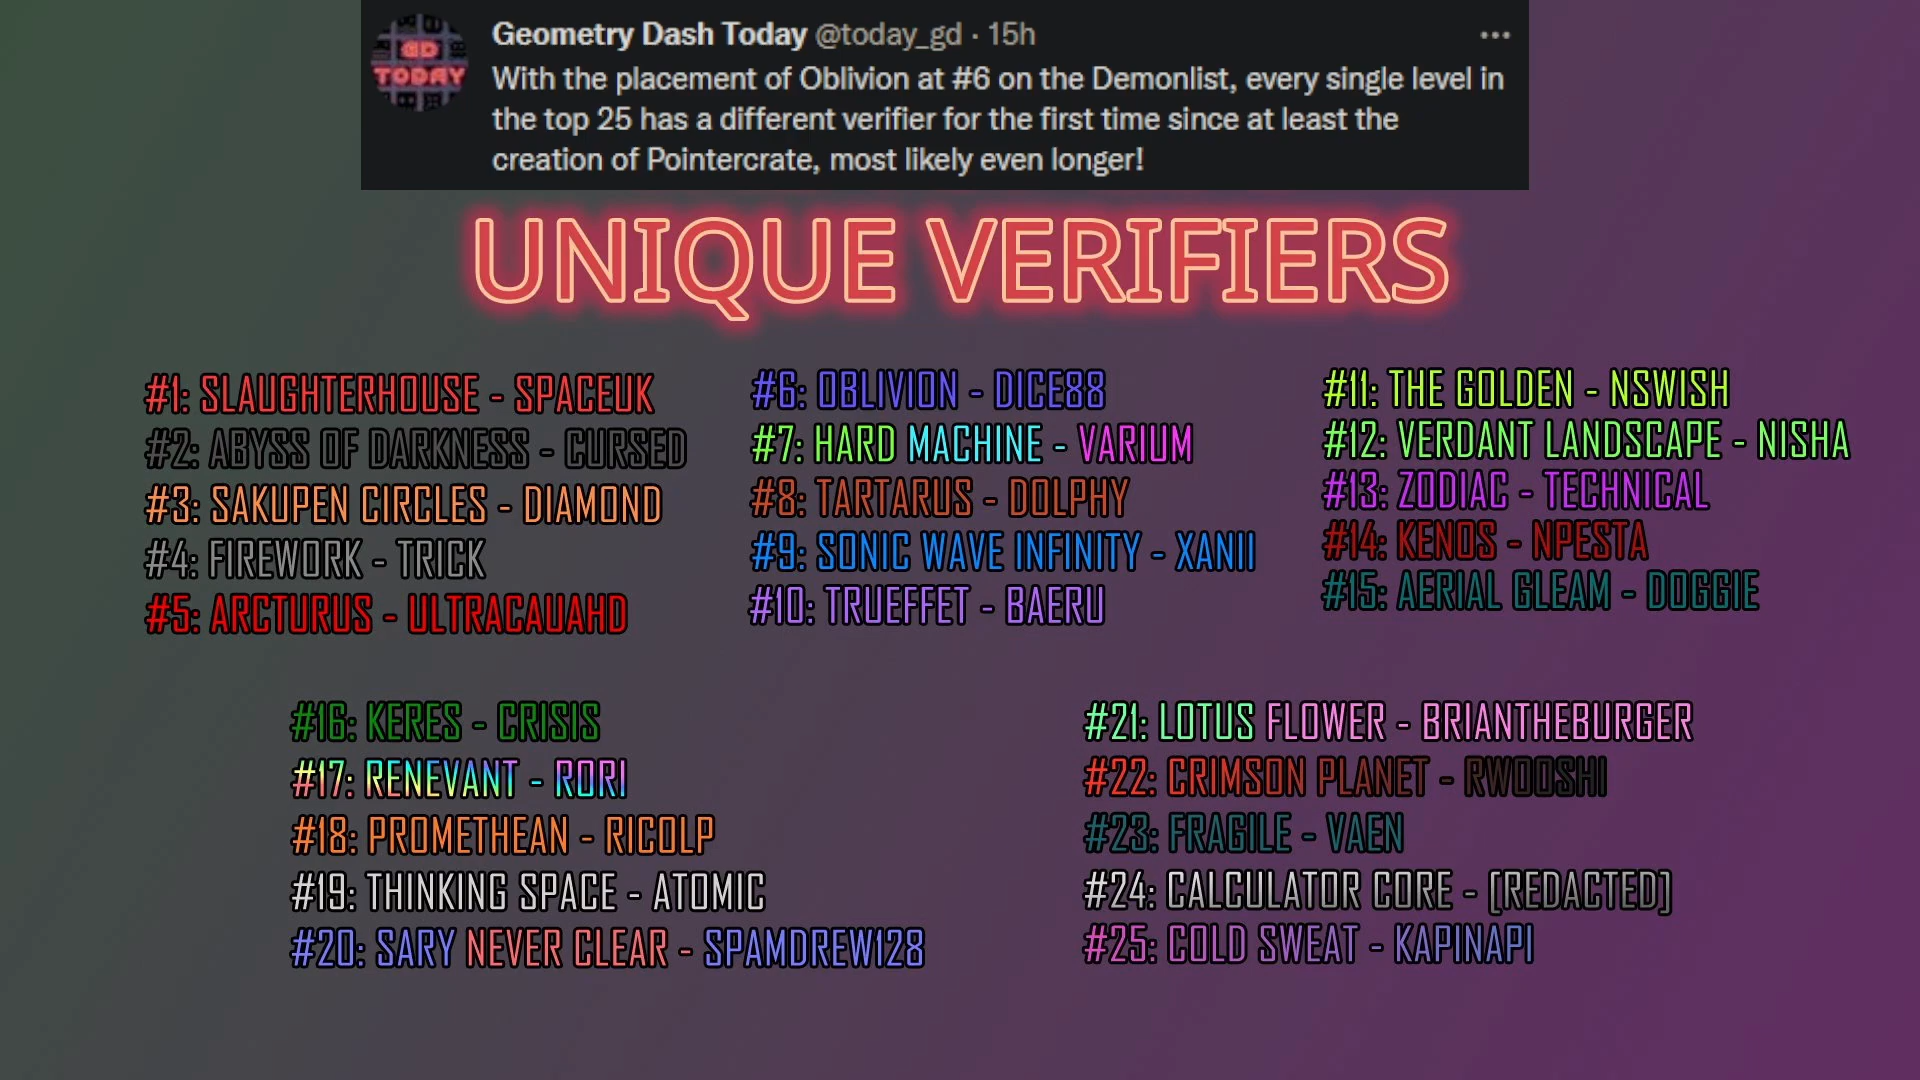 GD
TODAY
Geometry Dash Today @today_gd · 15h
With the placement of Oblivion at #6 on the Demonlist, every single level in
the top 25 has a different verifier for the first time since at least the
creation of Pointercrate, most likely even longer!
UNIQUE VERIFIERS
#1: SLAUGHTERHOUSE - SPACEUK
#2: ABYSS OF DARKNESS - CURSED
#3: SAKUPEN CIRCLES - DIAMOND
#4: FIREWORK - TRICK
#5: ARCTURUS - ULTRACAUAHD
#6: OBLIVION - DICE88
#7: HARD MACHINE - VARIUM
#8: TARTARUS - DOLPHY
#9: SONIC WAVE INFINITY - XANII
#10: TRUEFFET - BAERU
#11: THE GOLDEN - NSWISH
#12: VERDANT LANDSCAPE - NISHA
#13: ZODIAC - TECHNICAL
#14: KENOS - NPESTA
#15: AERIAL GLEAM - DOGGIE
#16: KERES - CRISIS
#17: RENEVANT - RORI
#18: PROMETHEAN - RICOLP
#19: THINKING SPACE - ATOMIC
#20: SARY NEVER CLEAR - SPAMDREW128
#21: LOTUS FLOWER - BRIANTHEBURGER
#22: CRIMSON PLANET - RWOOSHI
#23: FRAGILE - VAEN
#24: CALCULATOR CORE - [REDACTED]
#25: COLD SWEAT - KAPINAPI